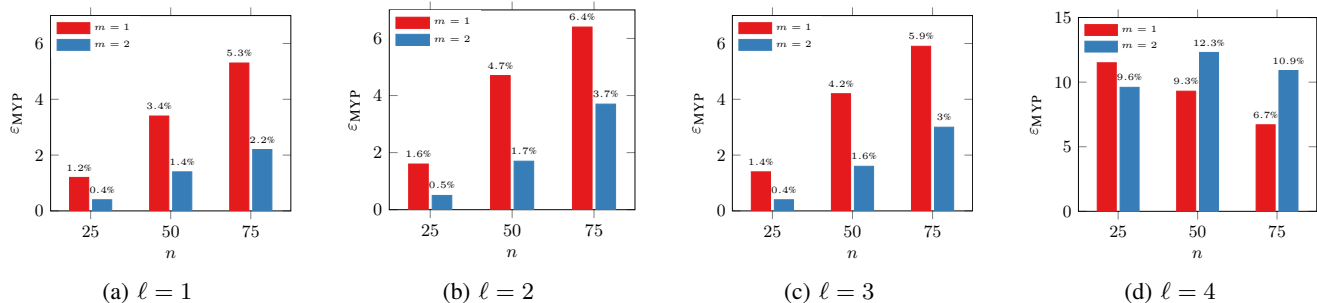 m = 1
m = 2
6
4
2
0
ε_MYP
1.2%
0.4%
3.4%
1.4%
5.3%
2.2%
25 50 75
n
(a) ℓ = 1
m = 1
m = 2
6
4
2
0
ε_MYP
1.6%
0.5%
4.7%
1.7%
6.4%
3.7%
25 50 75
n
(b) ℓ = 2
m = 1
m = 2
6
4
2
0
ε_MYP
1.4%
0.4%
4.2%
1.6%
5.9%
3%
25 50 75
n
(c) ℓ = 3
m = 1
m = 2
15
10
5
0
ε_MYP
9.6%
9.3%
12.3%
6.7%
10.9%
25 50 75
n
(d) ℓ = 4